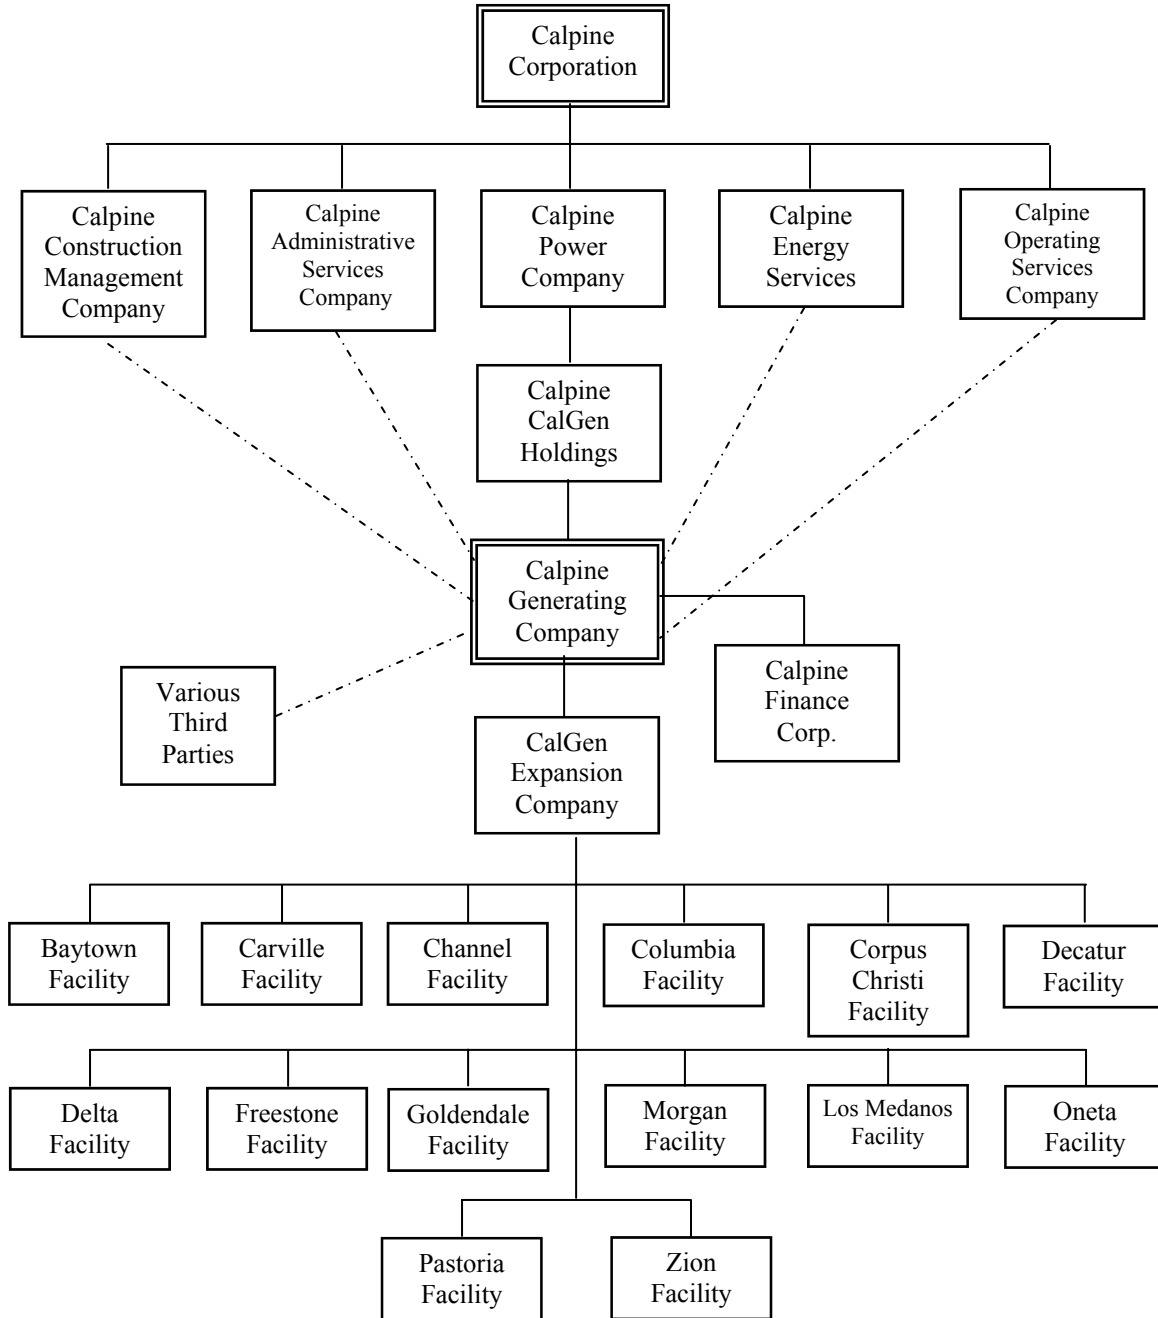 Calpine
Corporation
Calpine
Construction
Management
Company
Calpine
Administrative
Services
Company
Calpine
Power
Company
Calpine
Energy
Services
Calpine
Operating
Services
Company
Calpine
CalGen
Holdings
Calpine
Generating
Company
Various
Third
Parties
Calpine
Finance
Corp.
CalGen
Expansion
Company
Baytown
Facility
Carville
Facility
Channel
Facility
Columbia
Facility
Corpus
Christi
Facility
Decatur
Facility
Delta
Facility
Freestone
Facility
Goldendale
Facility
Morgan
Facility
Los Medanos
Facility
Oneta
Facility
Pastoria
Facility
Zion
Facility